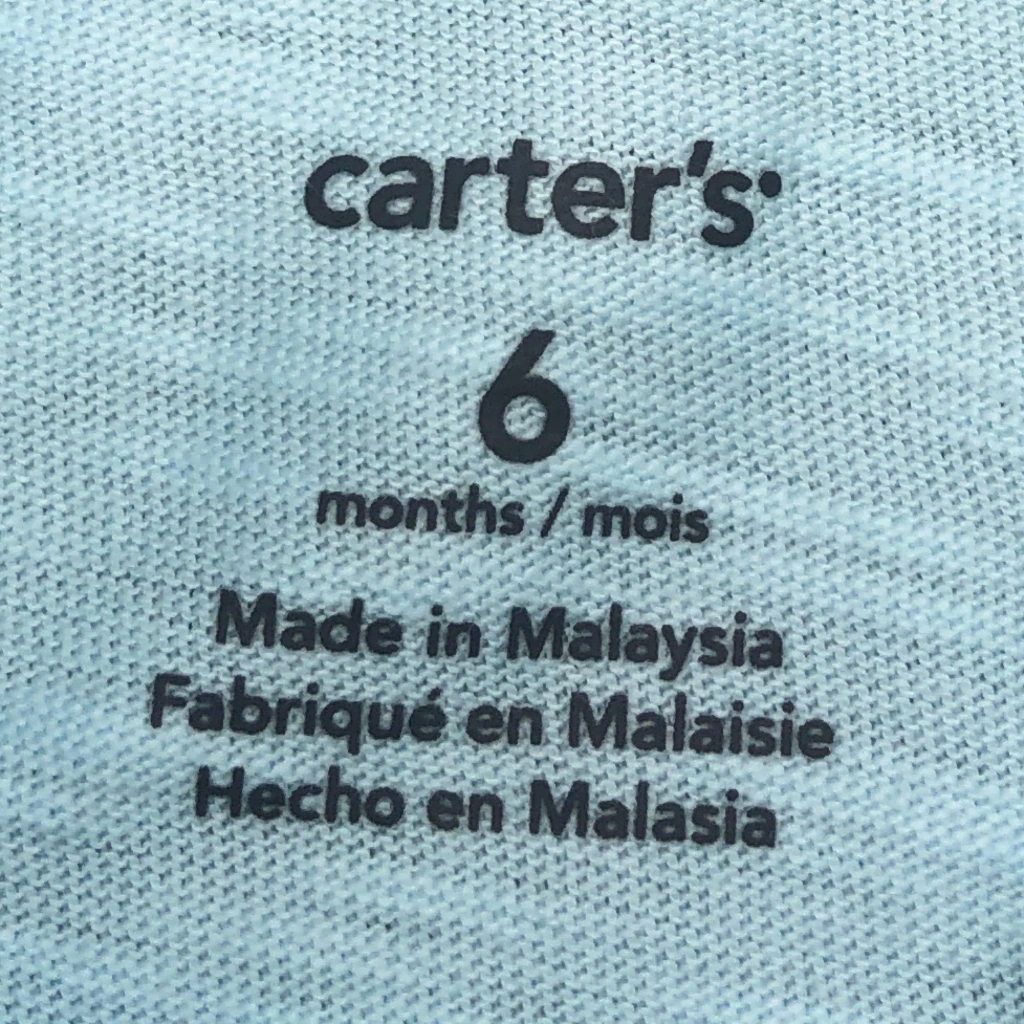 carter's
6
months / mois
Made in Malaysia
Fabriqué en Malaisie
Hecho en Malasia